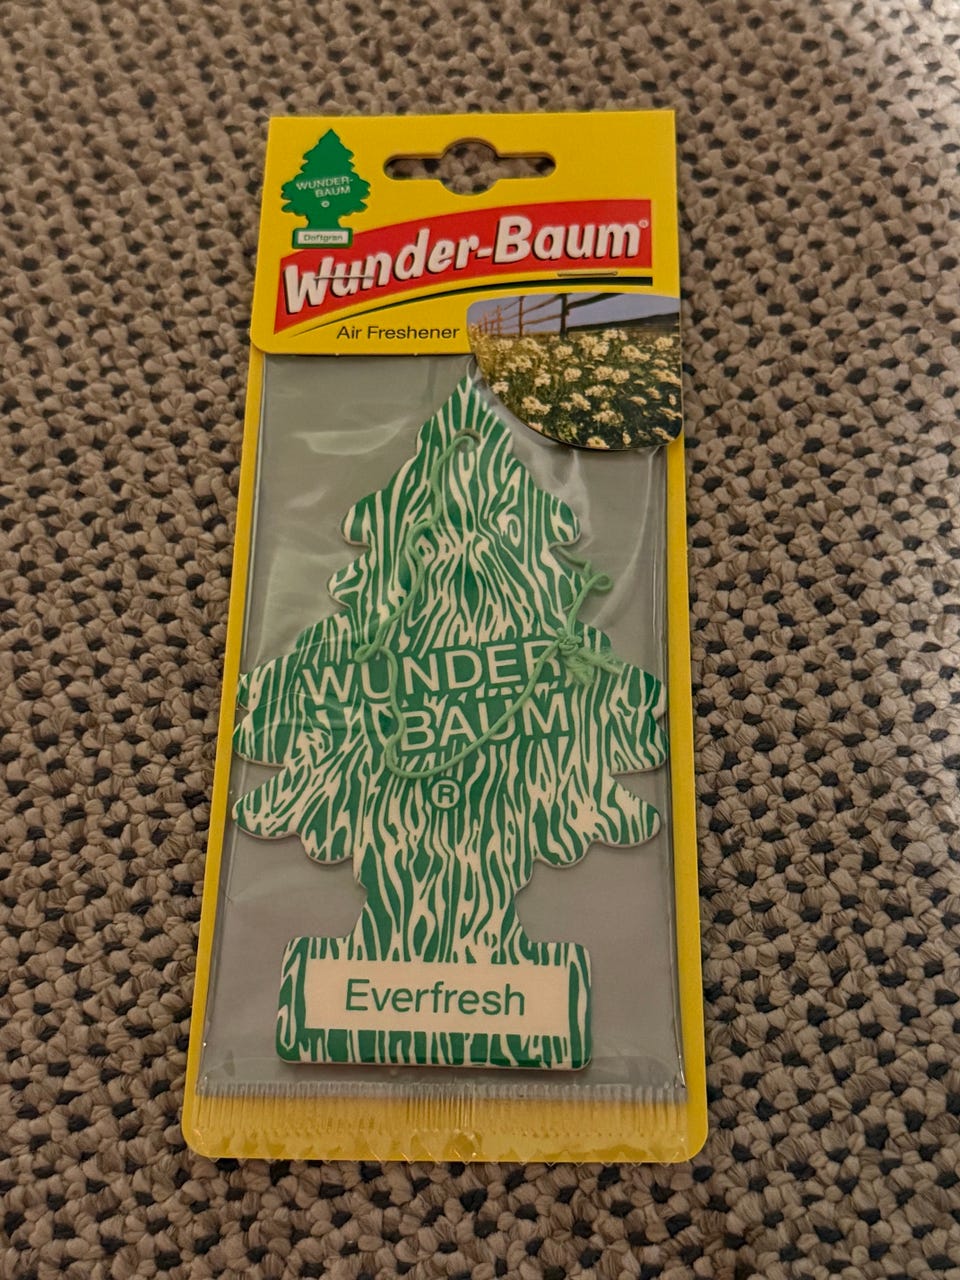 WUNDER-
BAUM
©
Doftgran
Wunder-Baum®
Air Freshener
WUNDER
BAUM
®
Everfresh